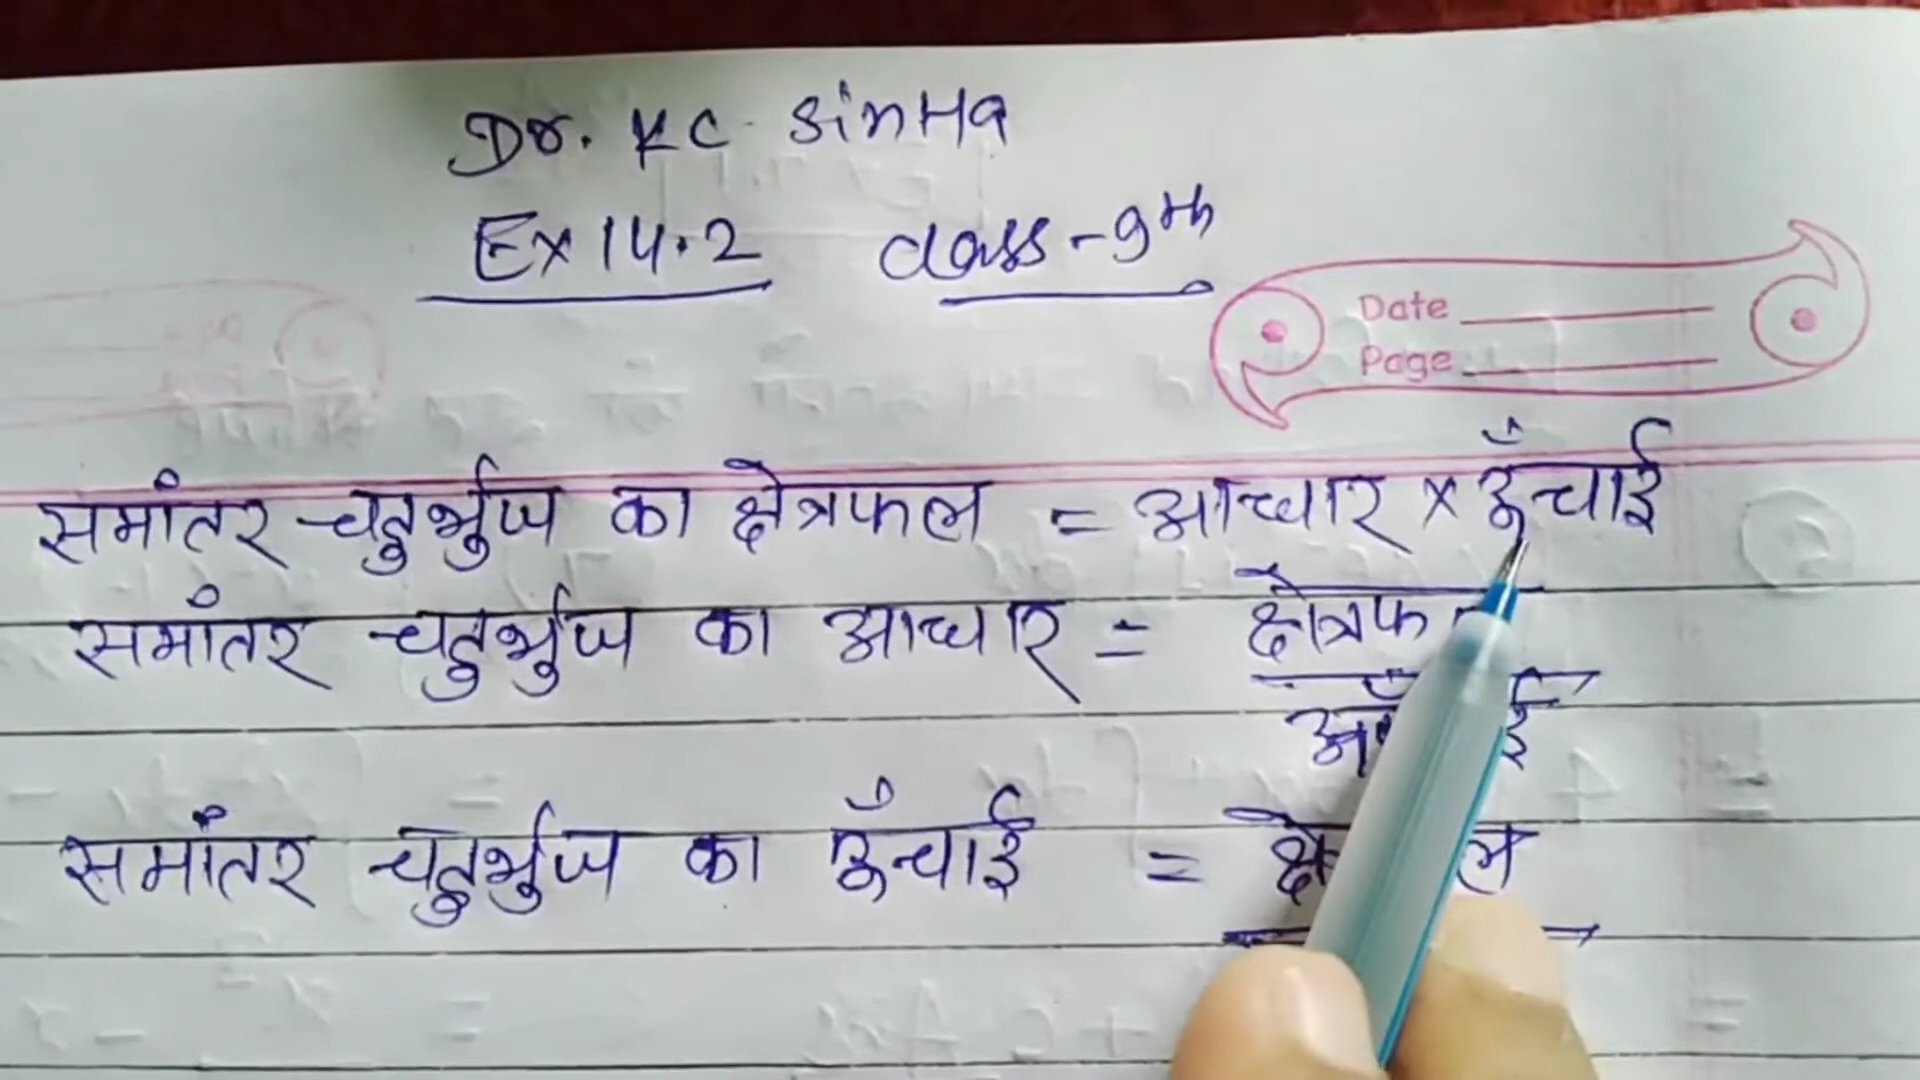 Dr. KC SinHa
Ex 14.2 class-9th
Date
Page
समांतर चतुर्भुज का क्षेत्रफल = आधार × ऊँचाई
समांतर चतुर्भुज का आधार =
समांतर चतुर्भुज का ऊँचाई =